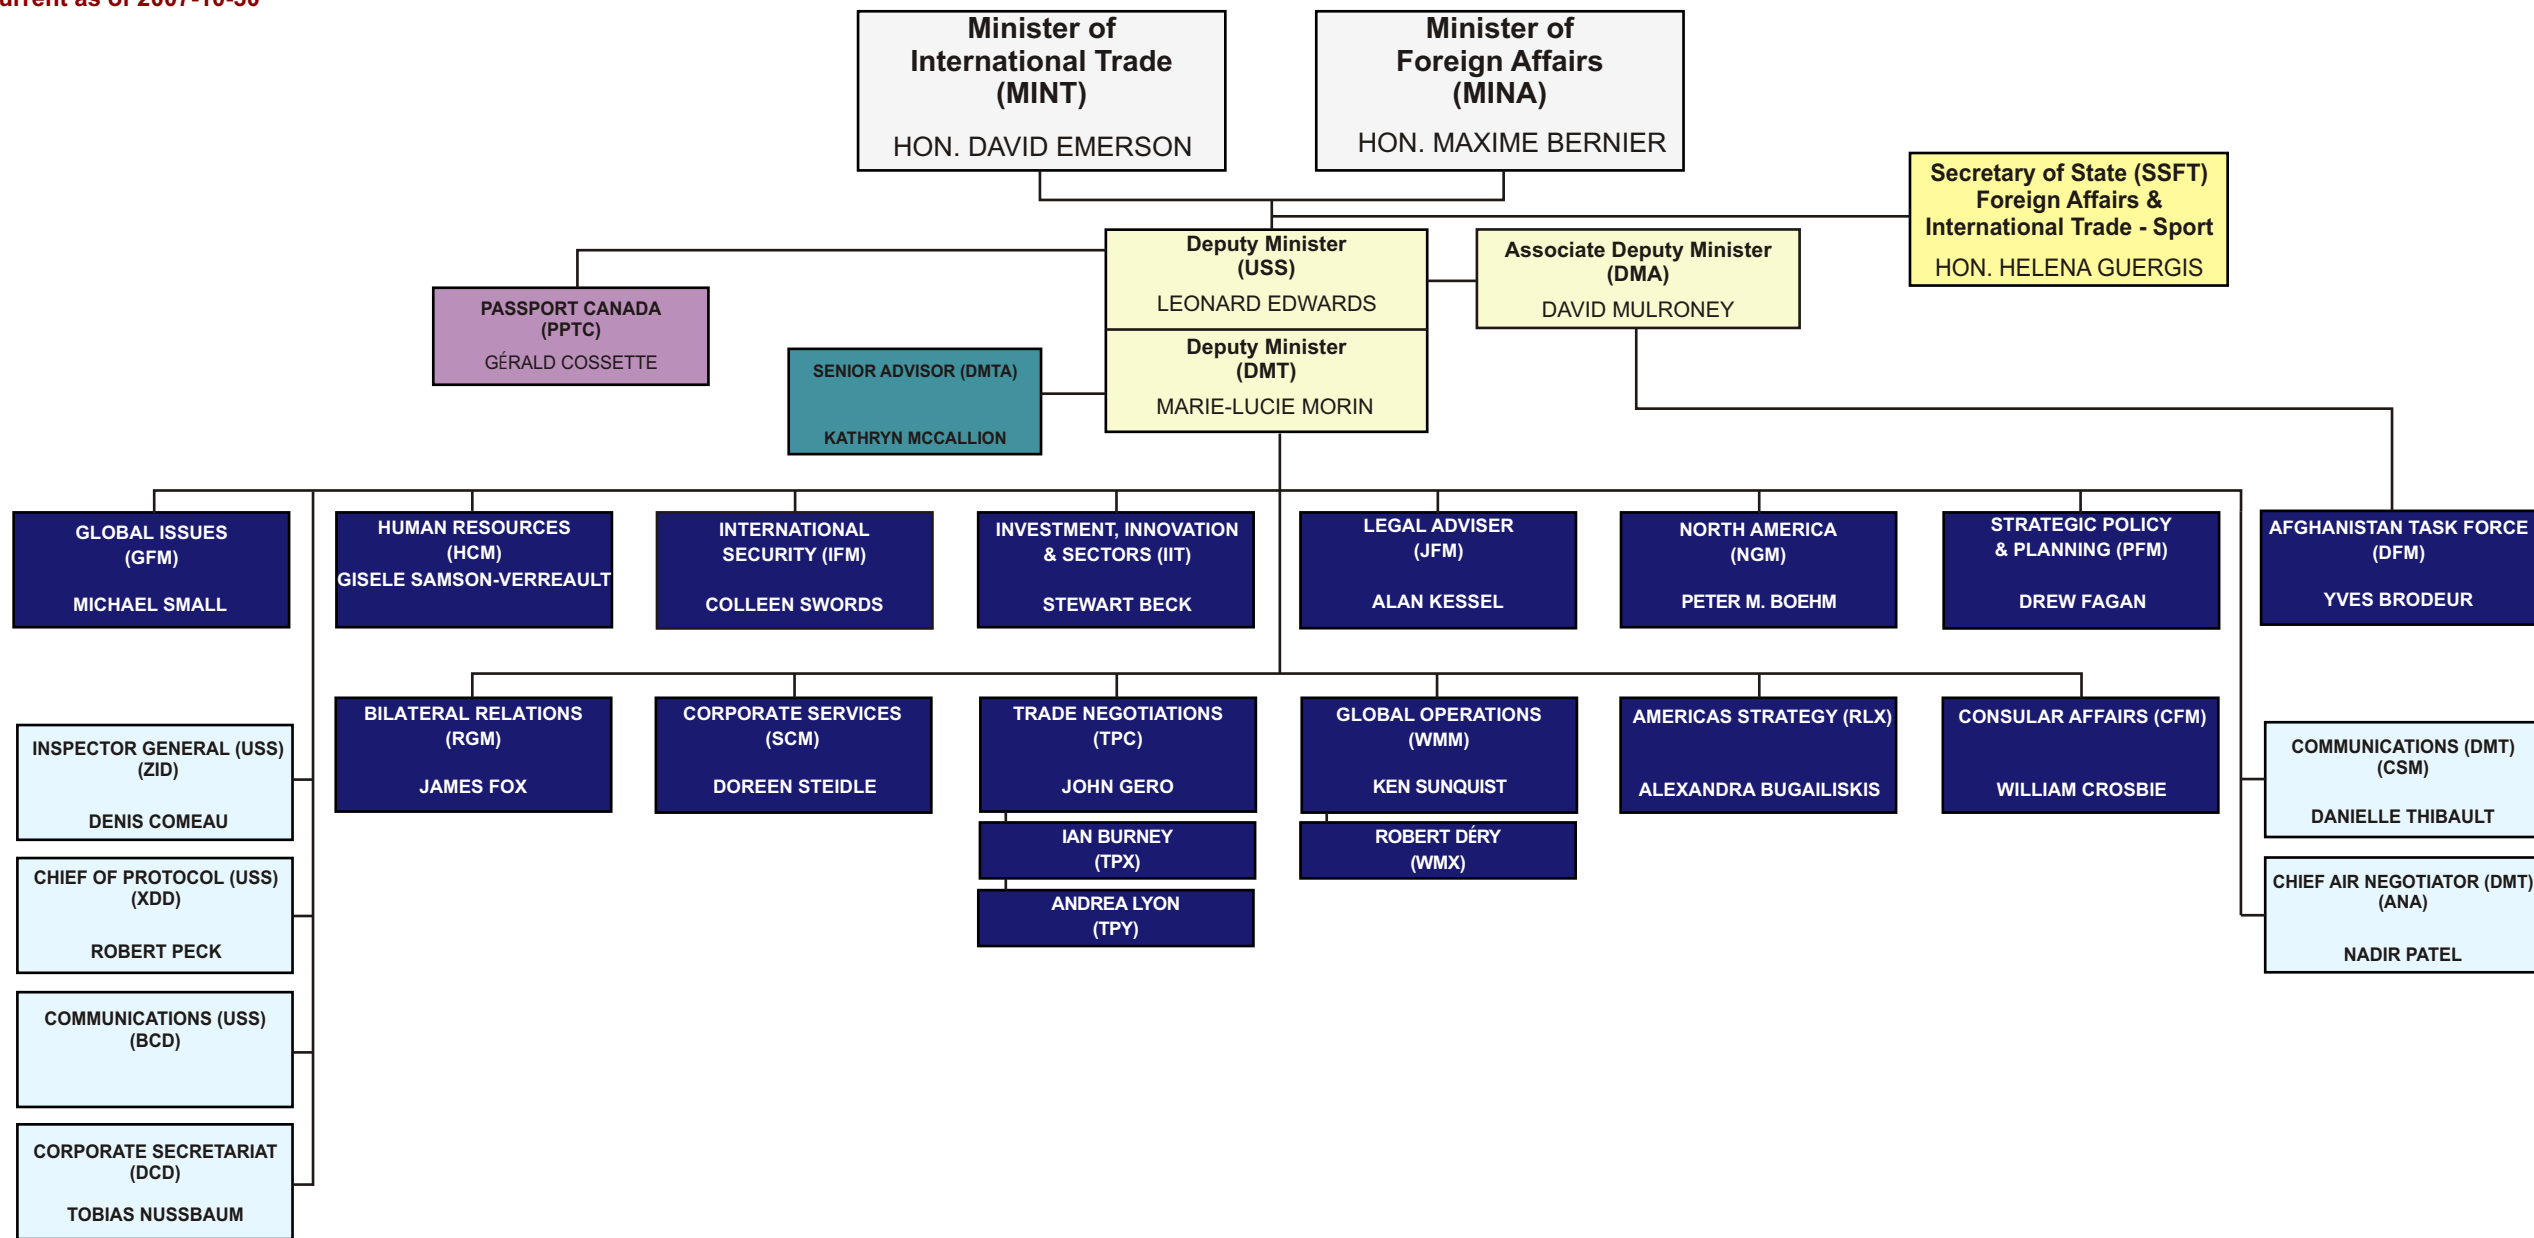 as of 2007-10-30
Minister of
International Trade
(MINT)
HON. DAVID EMERSON
Minister of
Foreign Affairs
(MINA)
HON. MAXIME BERNIER
Secretary of State (SSFT)
Foreign Affairs &
International Trade - Sport
HON. HELENA GUERGIS
Deputy Minister
(USS)
LEONARD EDWARDS
Associate Deputy Minister
(DMA)
DAVID MULRONEY
PASSPORT CANADA
(PPTC)
GÉRALD COSSETTE
Deputy Minister
(DMT)
MARIE-LUCIE MORIN
SENIOR ADVISOR (DMTA)
KATHRYN MCCALLION
GLOBAL ISSUES
(GFM)
MICHAEL SMALL
HUMAN RESOURCES
(HCM)
GISELE SAMSON-VERREAULT
INTERNATIONAL
SECURITY (IFM)
COLLEEN SWORDS
INVESTMENT, INNOVATION
& SECTORS (IIT)
STEWART BECK
LEGAL ADVISER
(JFM)
ALAN KESSEL
NORTH AMERICA
(NGM)
PETER M. BOEHM
STRATEGIC POLICY
& PLANNING (PFM)
DREW FAGAN
AFGHANISTAN TASK FORCE
(DFM)
YVES BRODEUR
BILATERAL RELATIONS
(RGM)
JAMES FOX
CORPORATE SERVICES
(SCM)
DOREEN STEIDLE
TRADE NEGOTIATIONS
(TPC)
JOHN GERO
IAN BURNEY
(TPX)
ANDREA LYON
(TPY)
GLOBAL OPERATIONS
(WMM)
KEN SUNQUIST
ROBERT DÉRY
(WMX)
AMERICAS STRATEGY (RLX)
ALEXANDRA BUGAILISKIS
CONSULAR AFFAIRS (CFM)
WILLIAM CROSBIE
INSPECTOR GENERAL (USS)
(ZID)
DENIS COMEAU
CHIEF OF PROTOCOL (USS)
(XDD)
ROBERT PECK
COMMUNICATIONS (USS)
(BCD)
CORPORATE SECRETARIAT
(DCD)
TOBIAS NUSSBAUM
COMMUNICATIONS (DMT)
(CSM)
DANIELLE THIBAULT
CHIEF AIR NEGOTIATOR (DMT)
(ANA)
NADIR PATEL